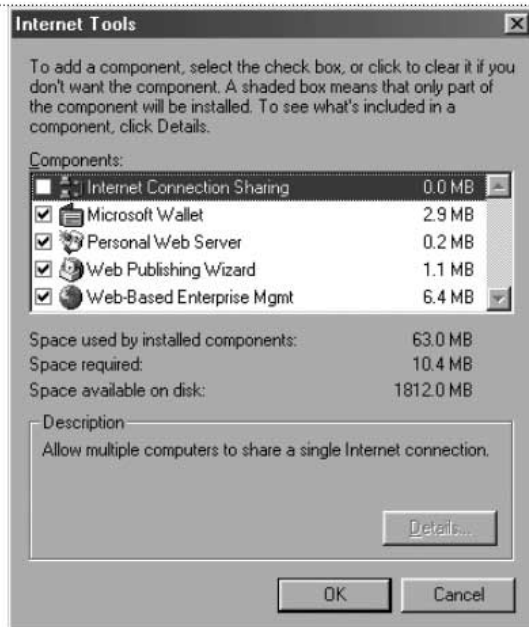 Internet Tools
To add a component, select the check box, or click to clear it if you
don't want the component. A shaded box means that only part of
the component will be installed. To see what's included in a
component, click Details.
Components:
Internet Connection Sharing 0.0 MB
Microsoft Wallet 2.9 MB
Personal Web Server 0.2 MB
Web Publishing Wizard 1.1 MB
Web-Based Enterprise Mgmt 6.4 MB
Space used by installed components: 63.0 MB
Space required: 10.4 MB
Space available on disk: 1812.0 MB
Description
Allow multiple computers to share a single Internet connection.
Details...
OK Cancel